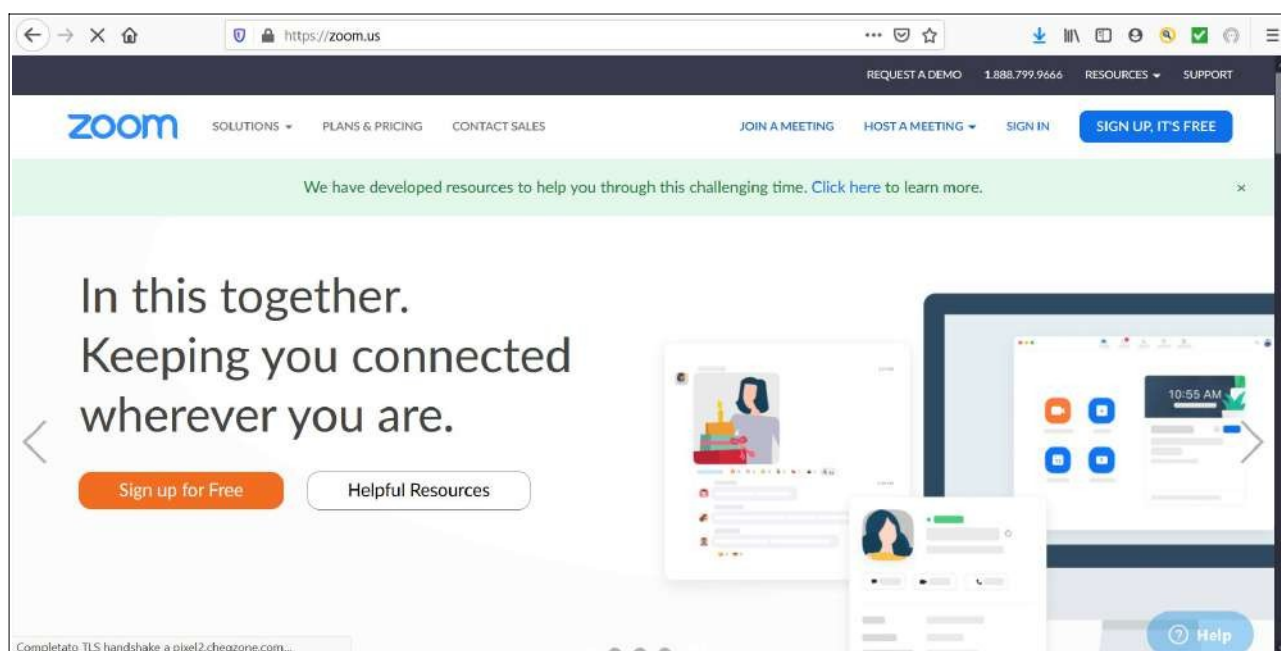 https://zoom.us
REQUEST A DEMO 1.888.799.9666 RESOURCES SUPPORT
zoom SOLUTIONS PLANS & PRICING CONTACT SALES JOIN A MEETING HOST A MEETING SIGN IN SIGN UP, IT'S FREE
We have developed resources to help you through this challenging time. Click here to learn more.
In this together.
Keeping you connected
wherever you are.
10:55 AM
Sign up for Free Helpful Resources
Help
Completato TLS handshake a pixel2.cheqzone.com...